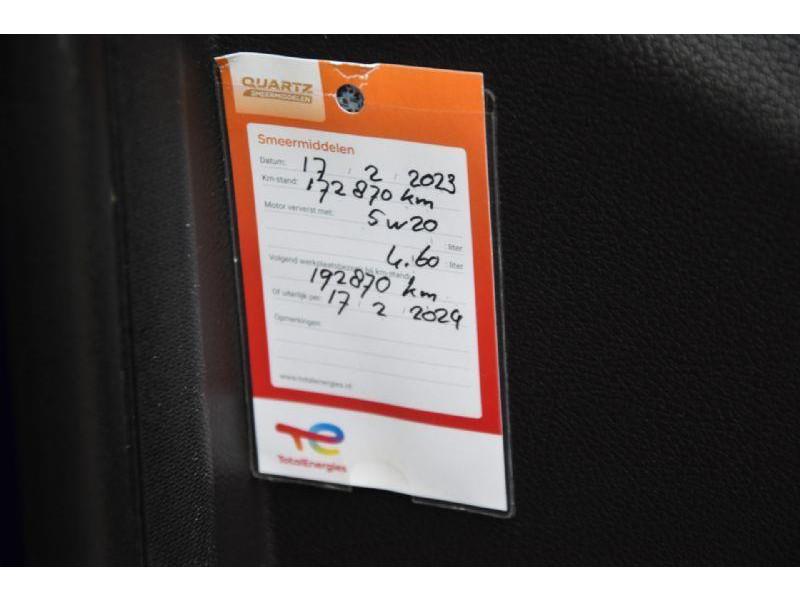 QUARTZ
SMEERMIDDELEN
Smeermiddelen
Datum: 17 / 2 / 2023
Km-stand: 172870 km
Motor ververst met: 5w20
: liter
4.60 : liter
Volgend werkplaatsbezoek bij km-stand:
192870 km
Of uiterlijk per: 17 / 2 / 2024
Opmerkingen:
www.totalenergies.nl
TotalEnergies